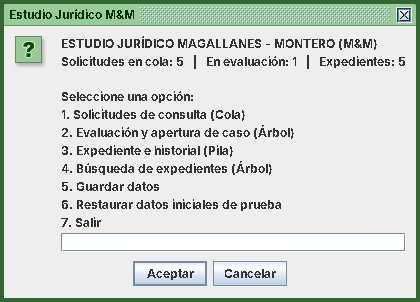 Estudio Jurídico M&M
ESTUDIO JURÍDICO MAGALLANES - MONTERO (M&M)
Solicitudes en cola: 5 | En evaluación: 1 | Expedientes: 5
Seleccione una opción:
1. Solicitudes de consulta (Cola)
2. Evaluación y apertura de caso (Árbol)
3. Expediente e historial (Pila)
4. Búsqueda de expedientes (Árbol)
5. Guardar datos
6. Restaurar datos iniciales de prueba
7. Salir
Aceptar Cancelar